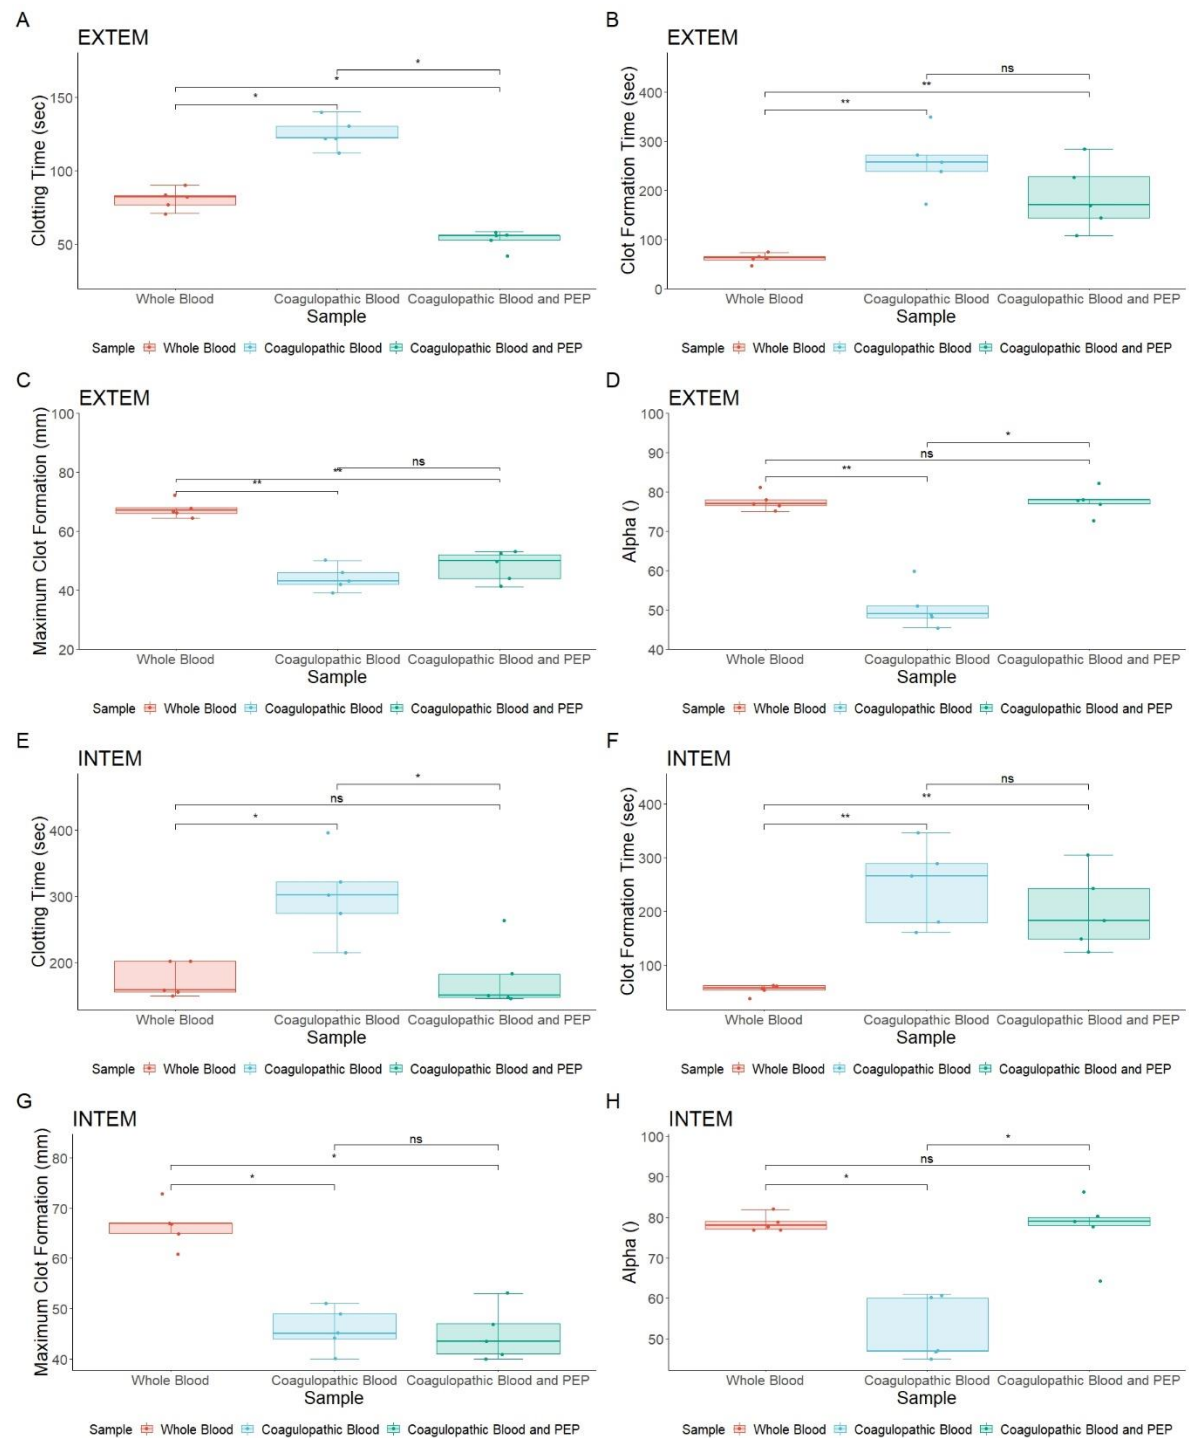 A
EXTEM
Clotting Time (sec)
150
100
50
*
*
*
Whole Blood Coagulopathic Blood Coagulopathic Blood and PEP
Sample
Sample Whole Blood Coagulopathic Blood Coagulopathic Blood and PEP
B
EXTEM
Clot Formation Time (sec)
400
300
200
100
0
ns
**
**
Whole Blood Coagulopathic Blood Coagulopathic Blood and PEP
Sample
Sample Whole Blood Coagulopathic Blood Coagulopathic Blood and PEP
C
EXTEM
Maximum Clot Formation (mm)
100
80
60
40
20
ns
**
**
Whole Blood Coagulopathic Blood Coagulopathic Blood and PEP
Sample
Sample Whole Blood Coagulopathic Blood Coagulopathic Blood and PEP
D
EXTEM
Alpha ()
100
90
80
70
60
50
40
*
ns
**
Whole Blood Coagulopathic Blood Coagulopathic Blood and PEP
Sample
Sample Whole Blood Coagulopathic Blood Coagulopathic Blood and PEP
E
INTEM
Clotting Time (sec)
400
300
200
*
ns
*
Whole Blood Coagulopathic Blood Coagulopathic Blood and PEP
Sample
Sample Whole Blood Coagulopathic Blood Coagulopathic Blood and PEP
F
INTEM
Clot Formation Time (sec)
400
300
200
100
ns
**
**
Whole Blood Coagulopathic Blood Coagulopathic Blood and PEP
Sample
Sample Whole Blood Coagulopathic Blood Coagulopathic Blood and PEP
G
INTEM
Maximum Clot Formation (mm)
80
70
60
50
40
ns
*
*
Whole Blood Coagulopathic Blood Coagulopathic Blood and PEP
Sample
Sample Whole Blood Coagulopathic Blood Coagulopathic Blood and PEP
H
INTEM
Alpha ()
100
90
80
70
60
50
*
ns
*
Whole Blood Coagulopathic Blood Coagulopathic Blood and PEP
Sample
Sample Whole Blood Coagulopathic Blood Coagulopathic Blood and PEP